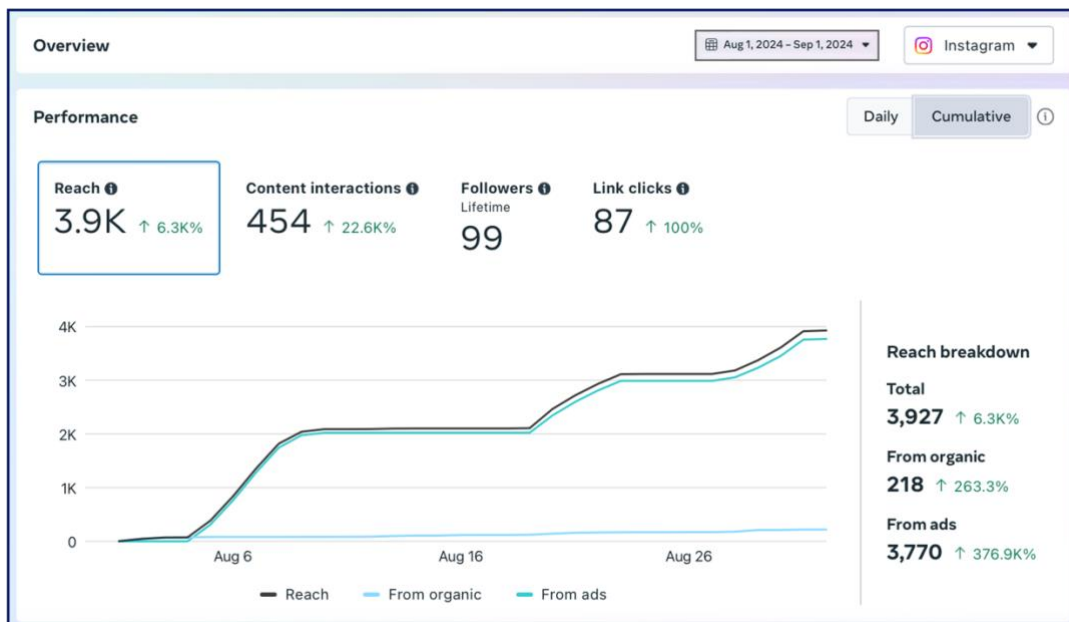 Overview
Aug 1, 2024 – Sep 1, 2024
Instagram
Performance
Daily
Cumulative
Reach
3.9K ↑ 6.3K%
Content interactions
454 ↑ 22.6K%
Followers
Lifetime
99
Link clicks
87 ↑ 100%
4K
3K
2K
1K
0
Aug 6
Aug 16
Aug 26
Reach
From organic
From ads
Reach breakdown
Total
3,927 ↑ 6.3K%
From organic
218 ↑ 263.3%
From ads
3,770 ↑ 376.9K%